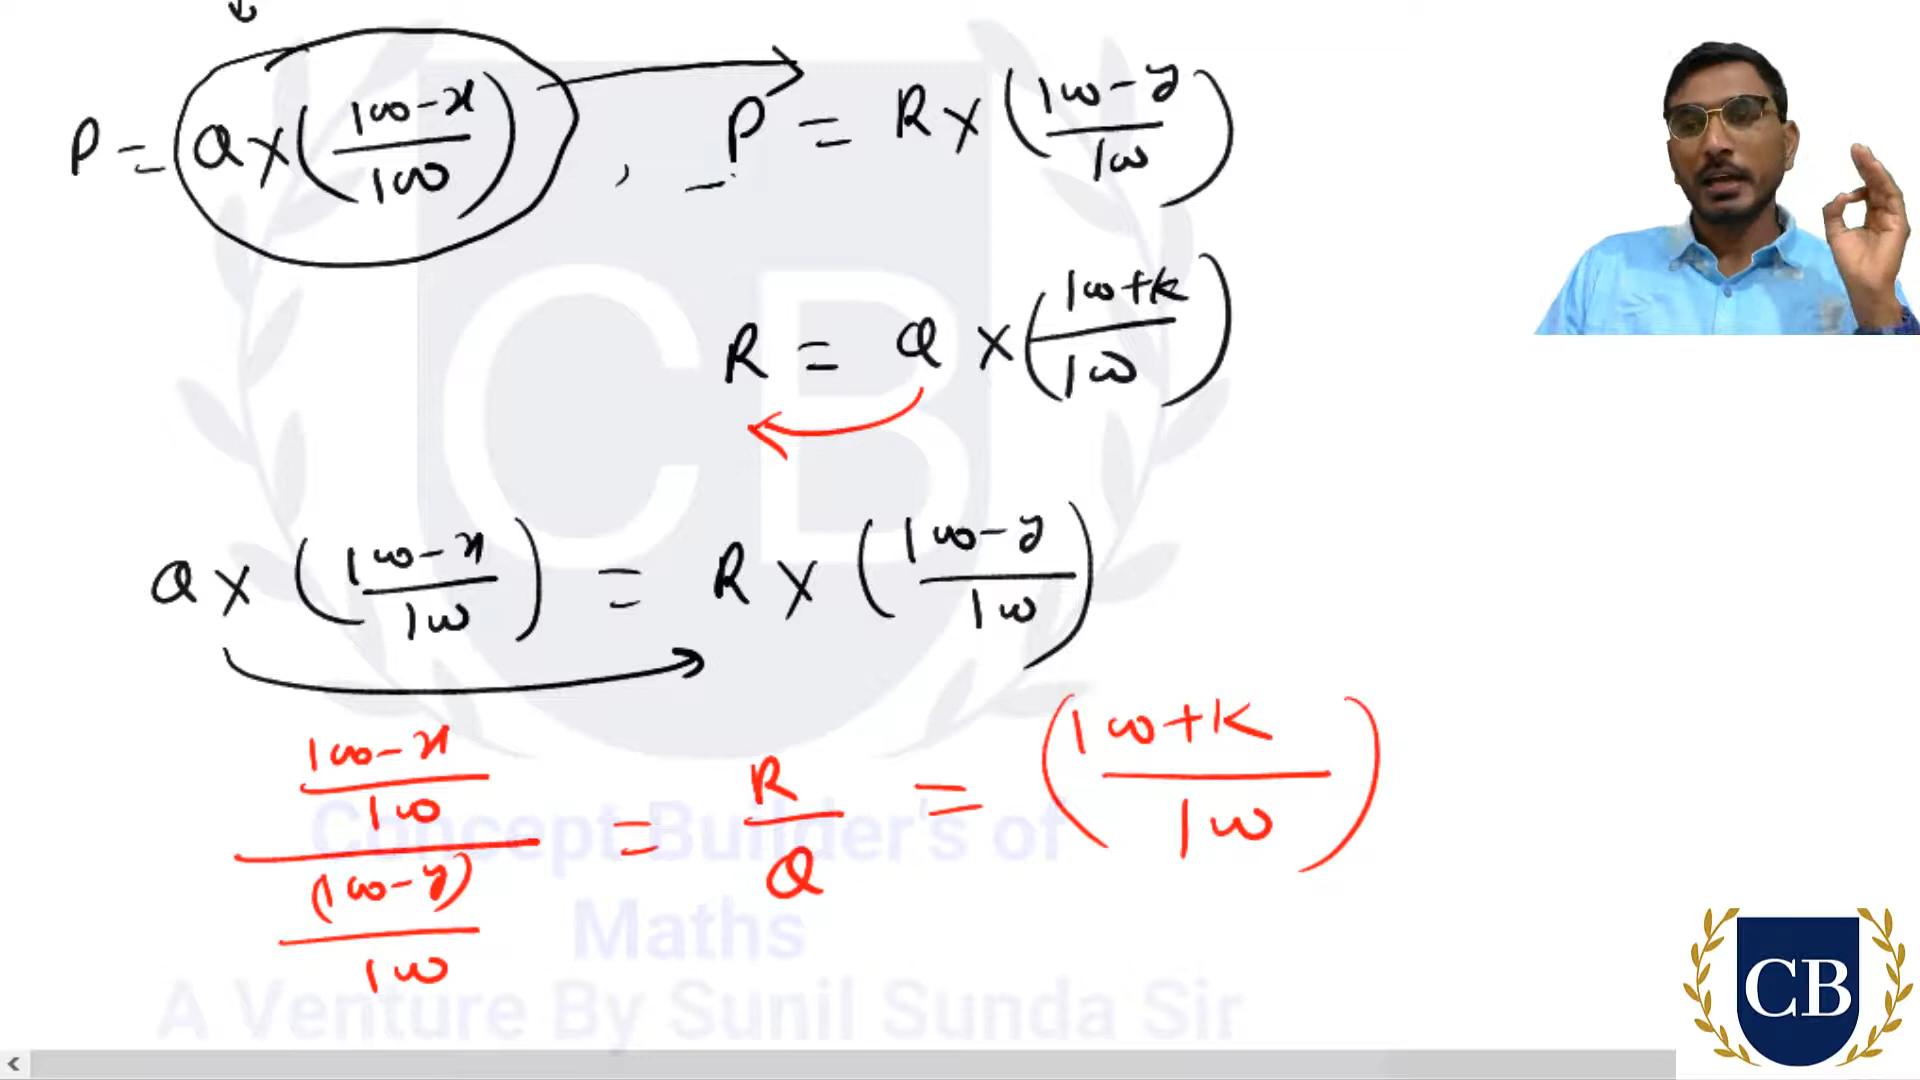 P = Q × (100-x / 100) , P = R × (100-y / 100)
R = Q × (100+k / 100)
Q × (100-x / 100) = R × (100-y / 100)
100-x / 100 / (100-y) / 100 = R / Q = (100+k / 100)
Concept Builder's of
Maths
A Venture By Sunil Sunda Sir
CB
CB